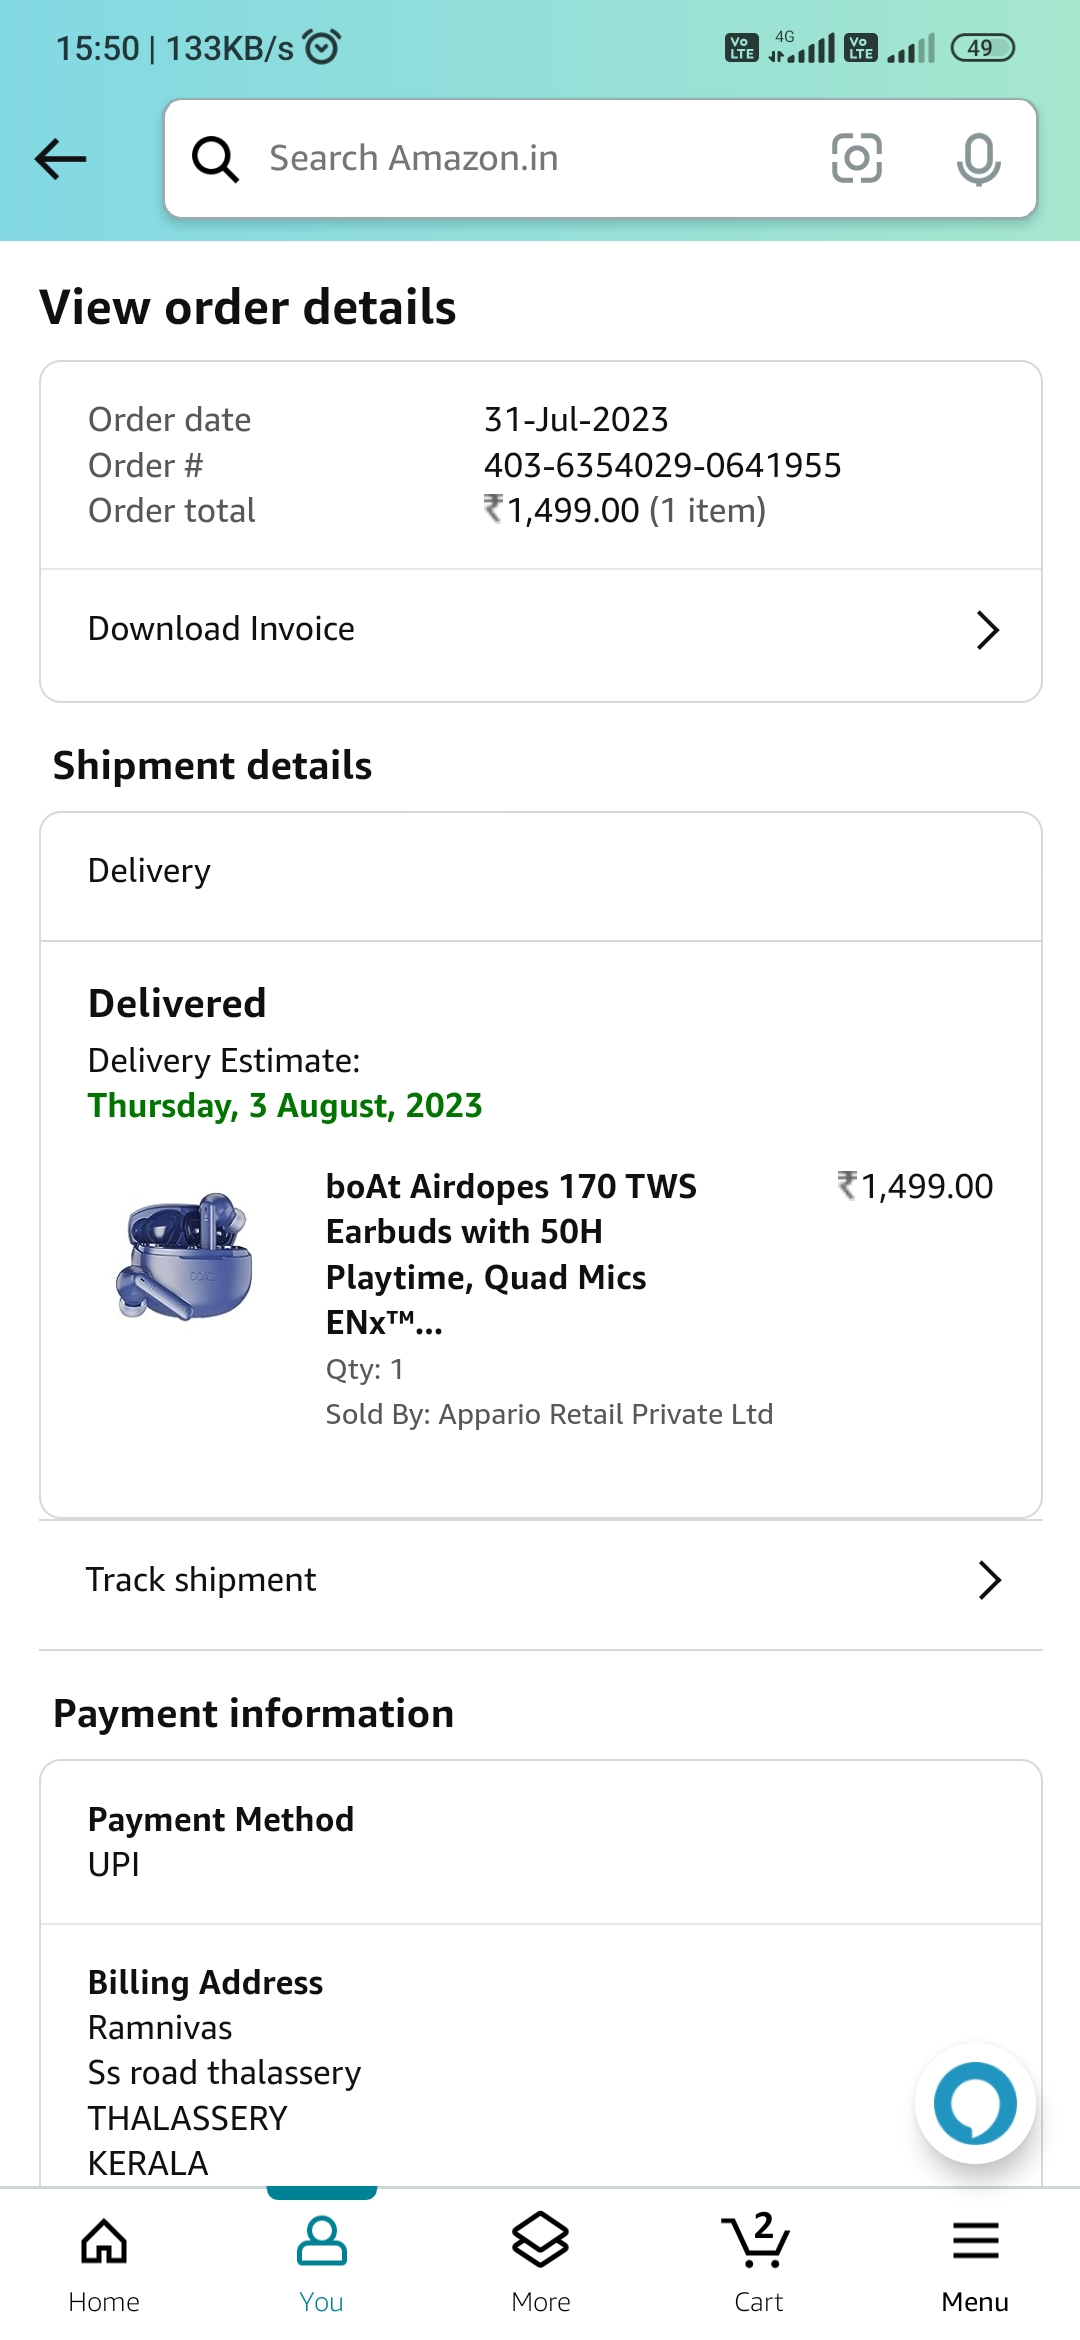 15:50 | 133KB/s
Vo LTE 4G Vo LTE 49
Search Amazon.in
View order details
Order date 31-Jul-2023
Order # 403-6354029-0641955
Order total ₹1,499.00 (1 item)
Download Invoice
Shipment details
Delivery
Delivered
Delivery Estimate:
Thursday, 3 August, 2023
boAt Airdopes 170 TWS ₹1,499.00
Earbuds with 50H
Playtime, Quad Mics
ENx™...
Qty: 1
Sold By: Appario Retail Private Ltd
Track shipment
Payment information
Payment Method
UPI
Billing Address
Ramnivas
Ss road thalassery
THALASSERY
KERALA
2
Home You More Cart Menu